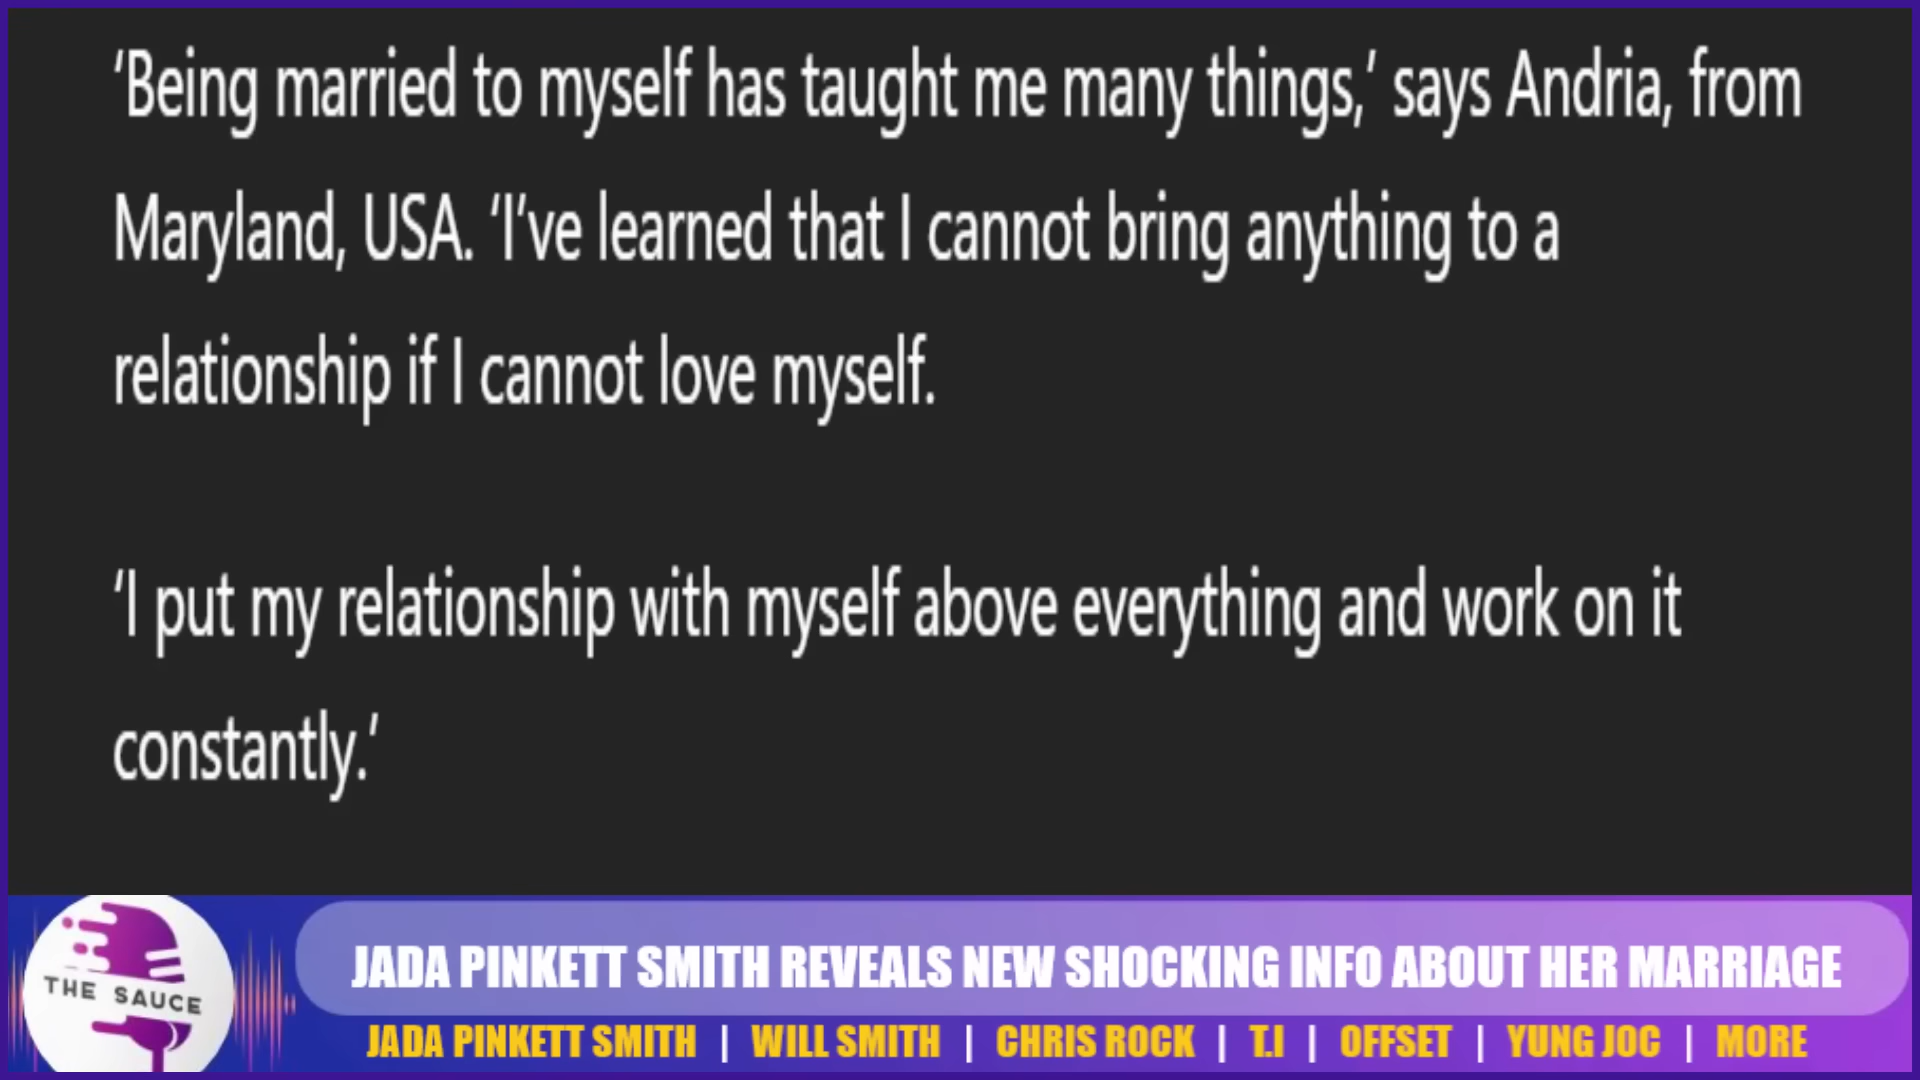 ‘Being married to myself has taught me many things,’ says Andria, from
Maryland, USA. ‘I’ve learned that I cannot bring anything to a
relationship if I cannot love myself.
‘I put my relationship with myself above everything and work on it
constantly.’
THE SAUCE
JADA PINKETT SMITH REVEALS NEW SHOCKING INFO ABOUT HER MARRIAGE
JADA PINKETT SMITH | WILL SMITH | CHRIS ROCK | T.I | OFFSET | YUNG JOC | MORE